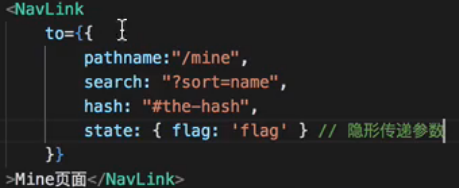 <NavLink
to={{
pathname:"/mine",
search: "?sort=name",
hash: "#the-hash",
state: { flag: 'flag' } // 隐形传递参数
}}
>Mine页面</NavLink>